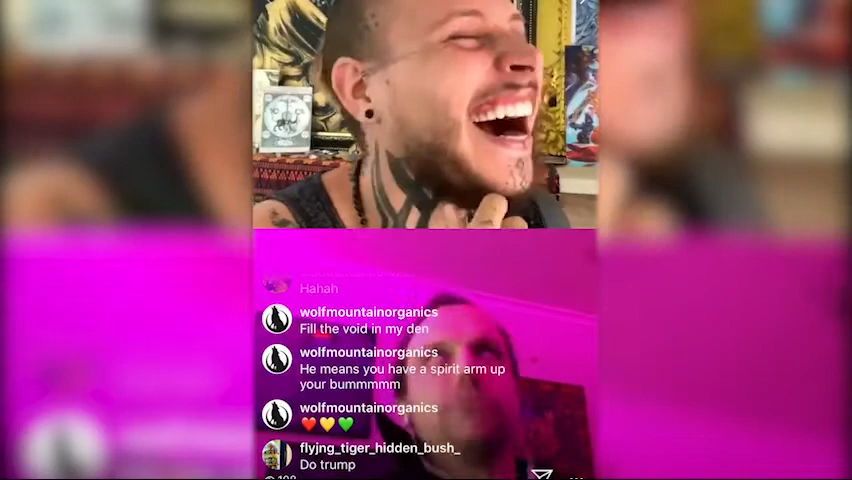 Hahah
wolfmountainorganics
Fill the void in my den
wolfmountainorganics
He means you have a spirit arm up
your bummmmm
wolfmountainorganics
❤️💛💚
flyjng_tiger_hidden_bush_
Do trump